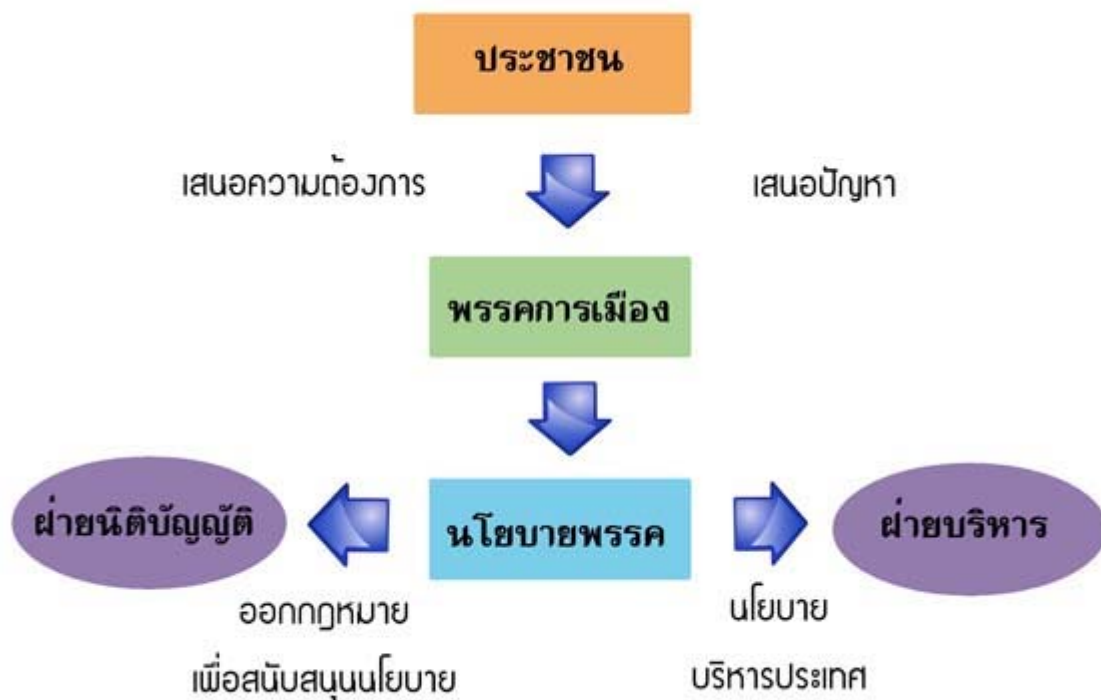 ประชาชน
เสนอความต้องการ
เสนอปัญหา
พรรคการเมือง
ฝ่ายนิติบัญญัติ
นโยบายพรรค
ฝ่ายบริหาร
ออกกฎหมาย
นโยบาย
เพื่อสนับสนุนนโยบาย
บริหารประเทศ